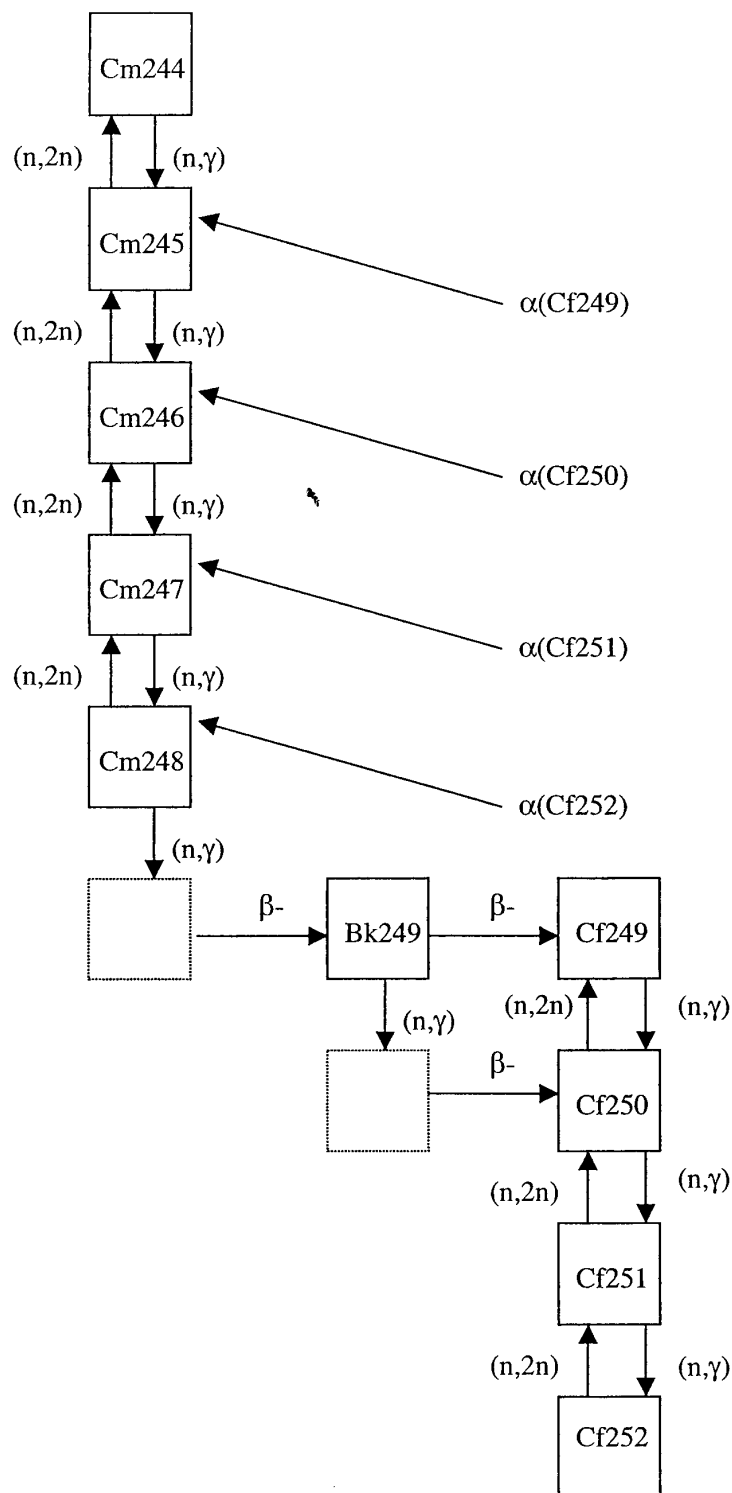 Cm244
(n,2n) (n,γ)
Cm245
α(Cf249)
(n,2n) (n,γ)
Cm246
α(Cf250)
(n,2n) (n,γ)
Cm247
α(Cf251)
(n,2n) (n,γ)
Cm248
α(Cf252)
(n,γ)
β- β-
Bk249 Cf249
(n,γ) (n,2n) (n,γ)
β-
Cf250
(n,2n) (n,γ)
Cf251
(n,2n) (n,γ)
Cf252